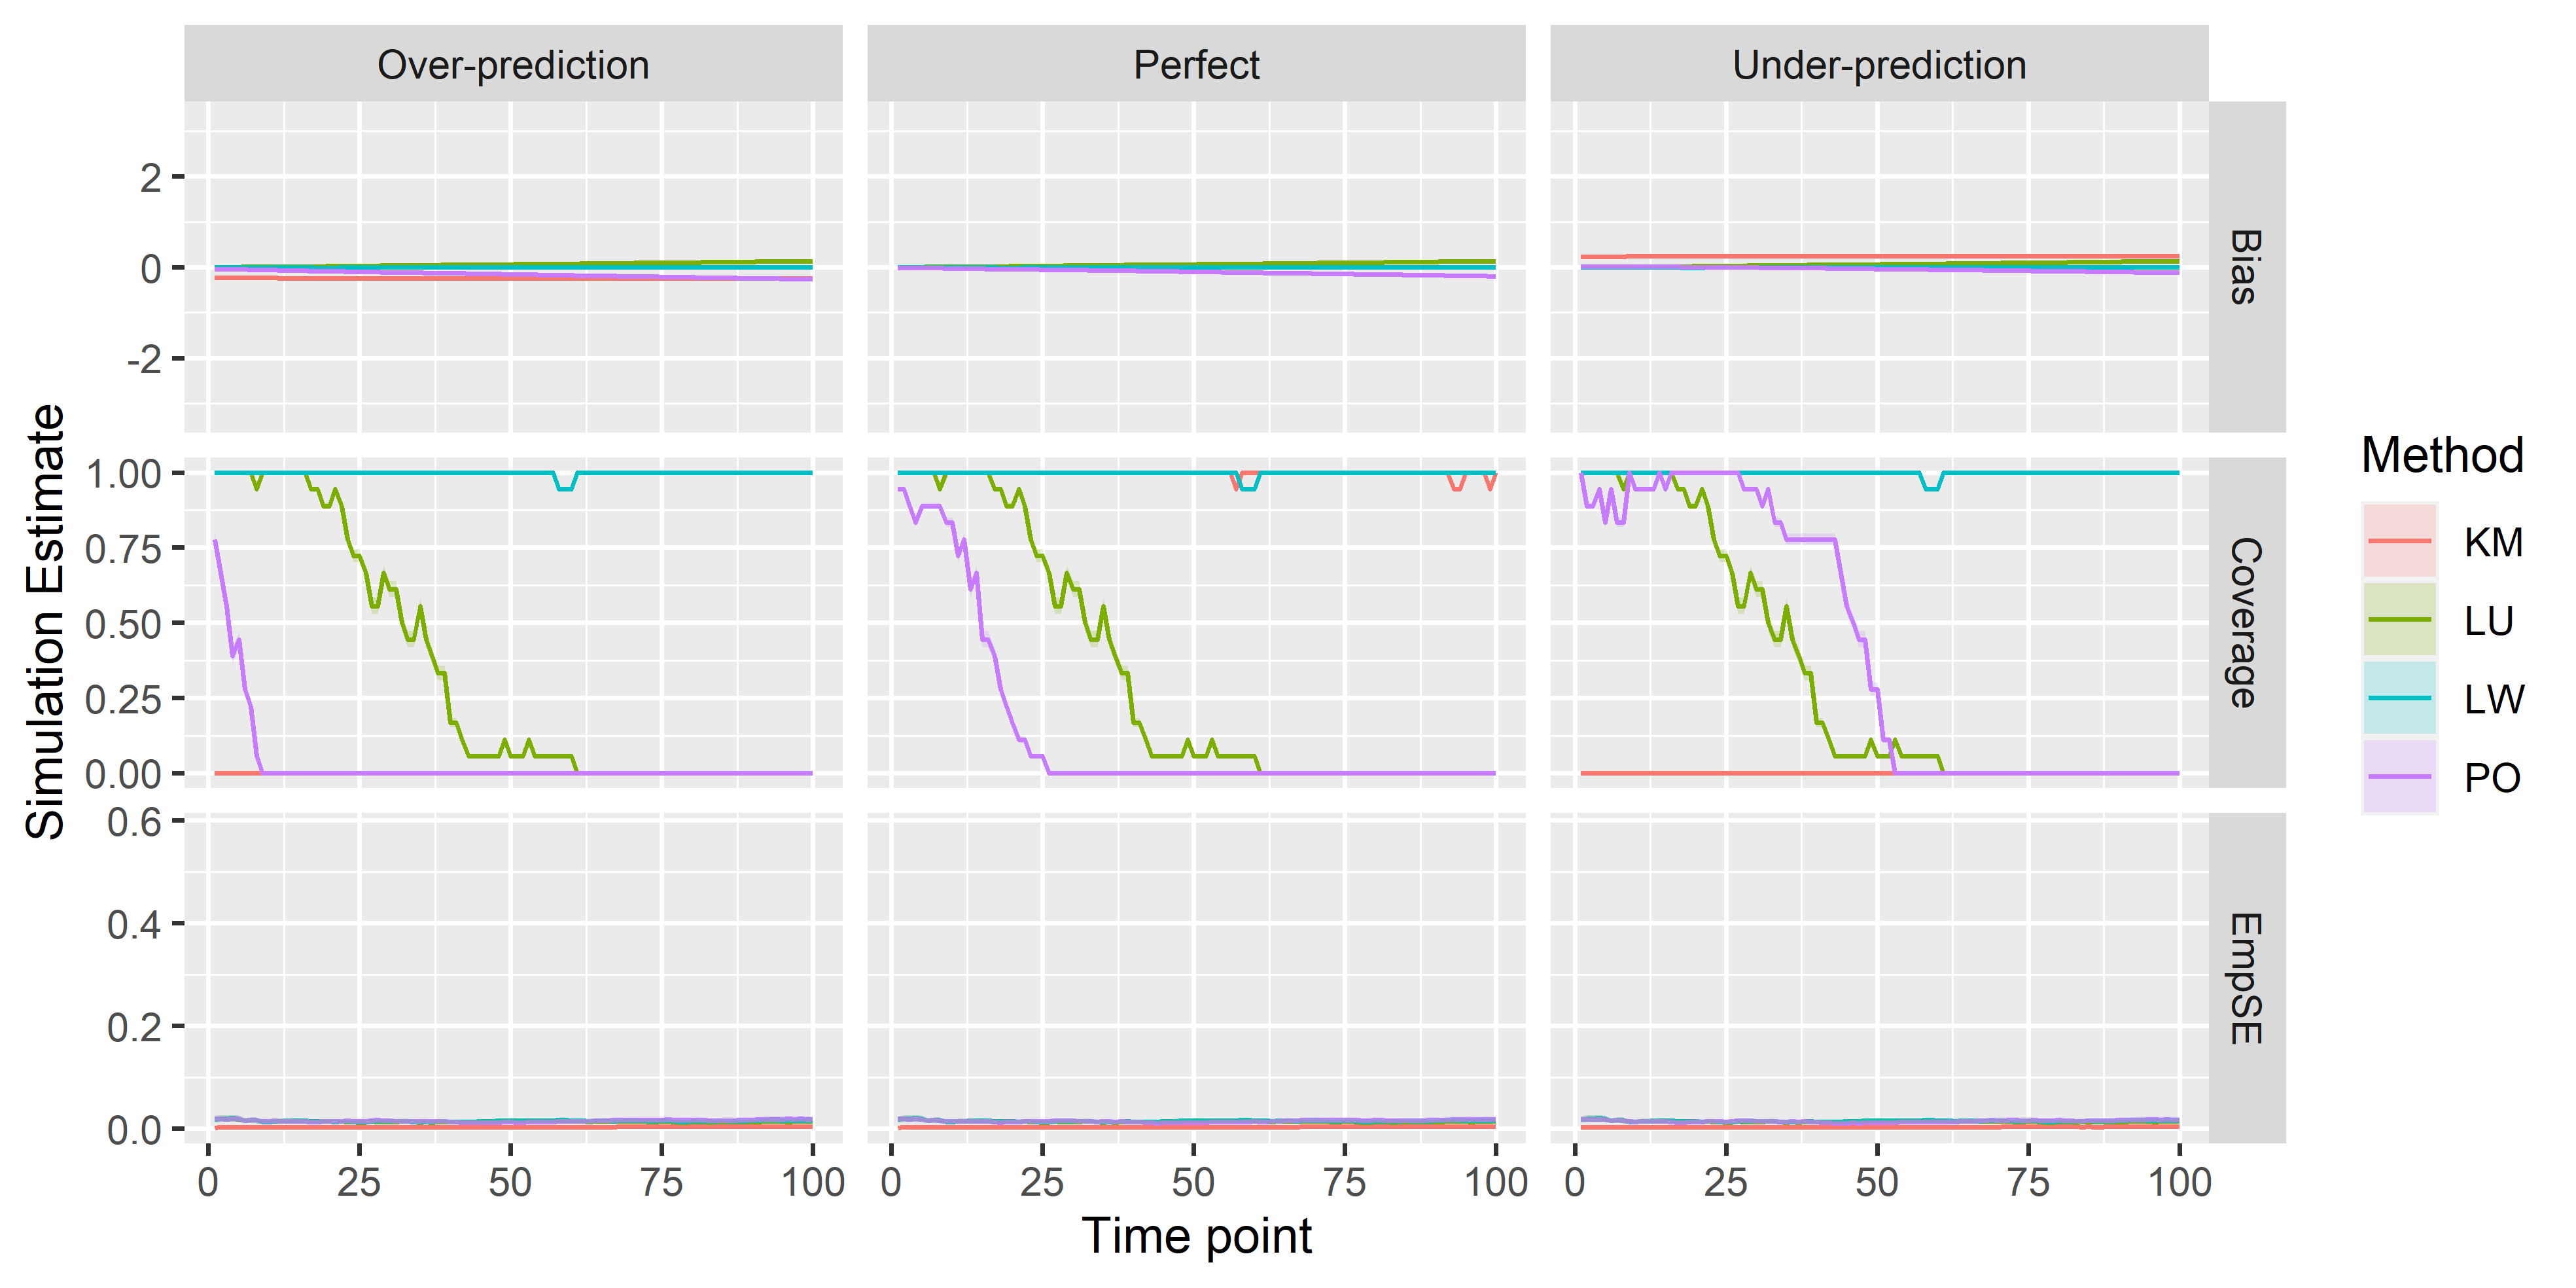 Over-prediction
Perfect
Under-prediction
2
0
-2
Bias
1.00
0.75
0.50
0.25
0.00
Coverage
0.6
0.4
0.2
0.0
EmpSE
0 25 50 75 100
0 25 50 75 100
0 25 50 75 100
Time point
Simulation Estimate
Method
KM
LU
LW
PO